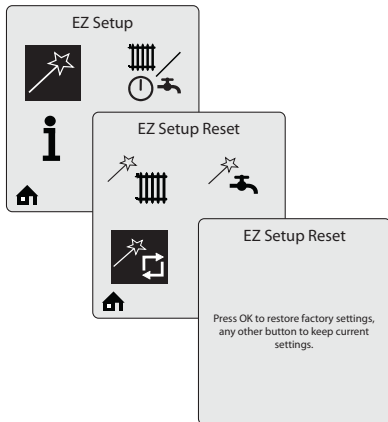 EZ Setup
EZ Setup Reset
EZ Setup Reset
Press OK to restore factory settings,
any other button to keep current
settings.